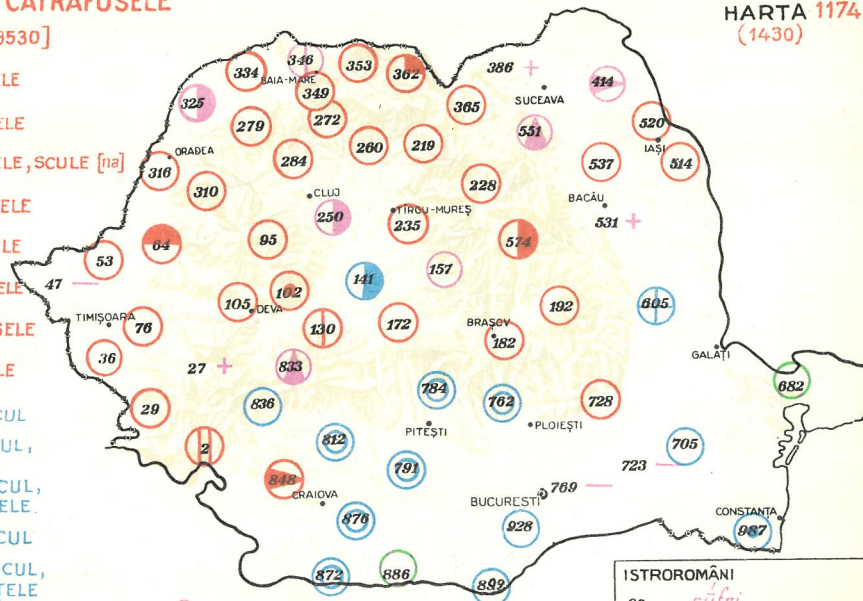 CATRAFUSELE
HARTA 1174
9530]
(1430)
ELE
ELE
ELE, SCULE [na]
ELE
LE
ELE
SELE
LE
CUL
UL,
CUL,
ELE.
CUL
CUL,
TELE
346
353
334
362
386 +
BAIA-MARE
349
414
325
365
SUCEAVA
272
279
551
520
260
219
IAȘI
284
537
514
ORADEA
316
310
228
CLUJ
BACĂU
250
TÎRGU-MUREȘ
531 +
235
95
574
64
53
157
47 —
141
102
105
DEVA
192
605
TIMIȘOARA
76
130
172
BRAȘOV
182
36
GALAȚI
27 +
833
682
784
836
762
728
29
PITEȘTI
PLOIEȘTI
812
2
705
791
723 —
848
769 —
CRAIOVA
BUCUREȘTI
876
928
CONSTANȚA
987
872
886
899
ISTROROMÂNI